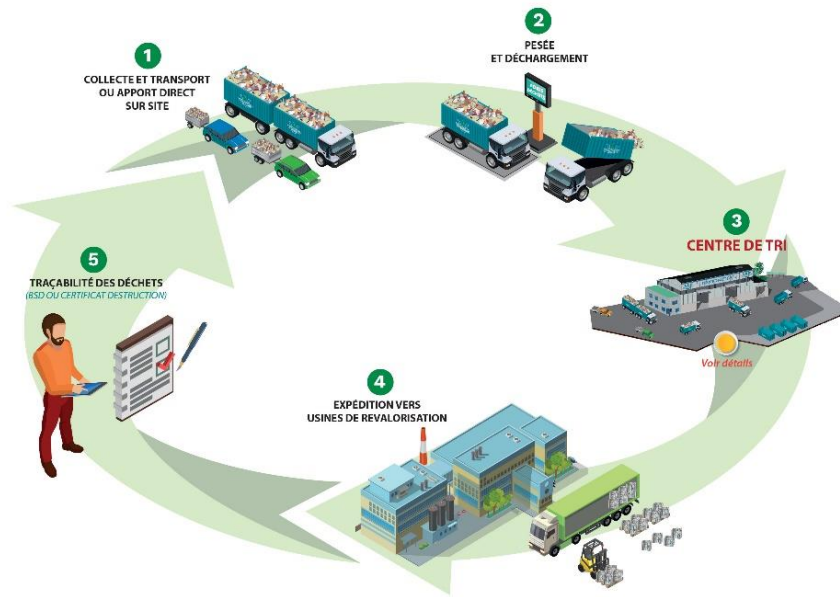 1
COLLECTE ET TRANSPORT
OU APPORT DIRECT
SUR SITE
2
PESÉE
ET DÉCHARGEMENT
3
CENTRE DE TRI
Voir détails
4
EXPÉDITION VERS
USINES DE REVALORISATION
5
TRAÇABILITÉ DES DÉCHETS
(BSD OU CERTIFICAT DESTRUCTION)